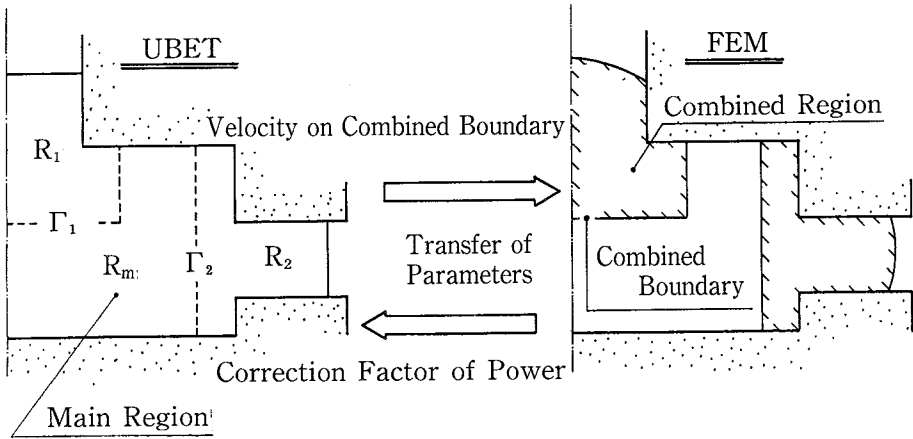 UBET
FEM
Velocity on Combined Boundary
Combined Region
R₁
Γ₁
Rm
Γ₂
R₂
Transfer of
Parameters
Combined
Boundary
Correction Factor of Power
Main Region